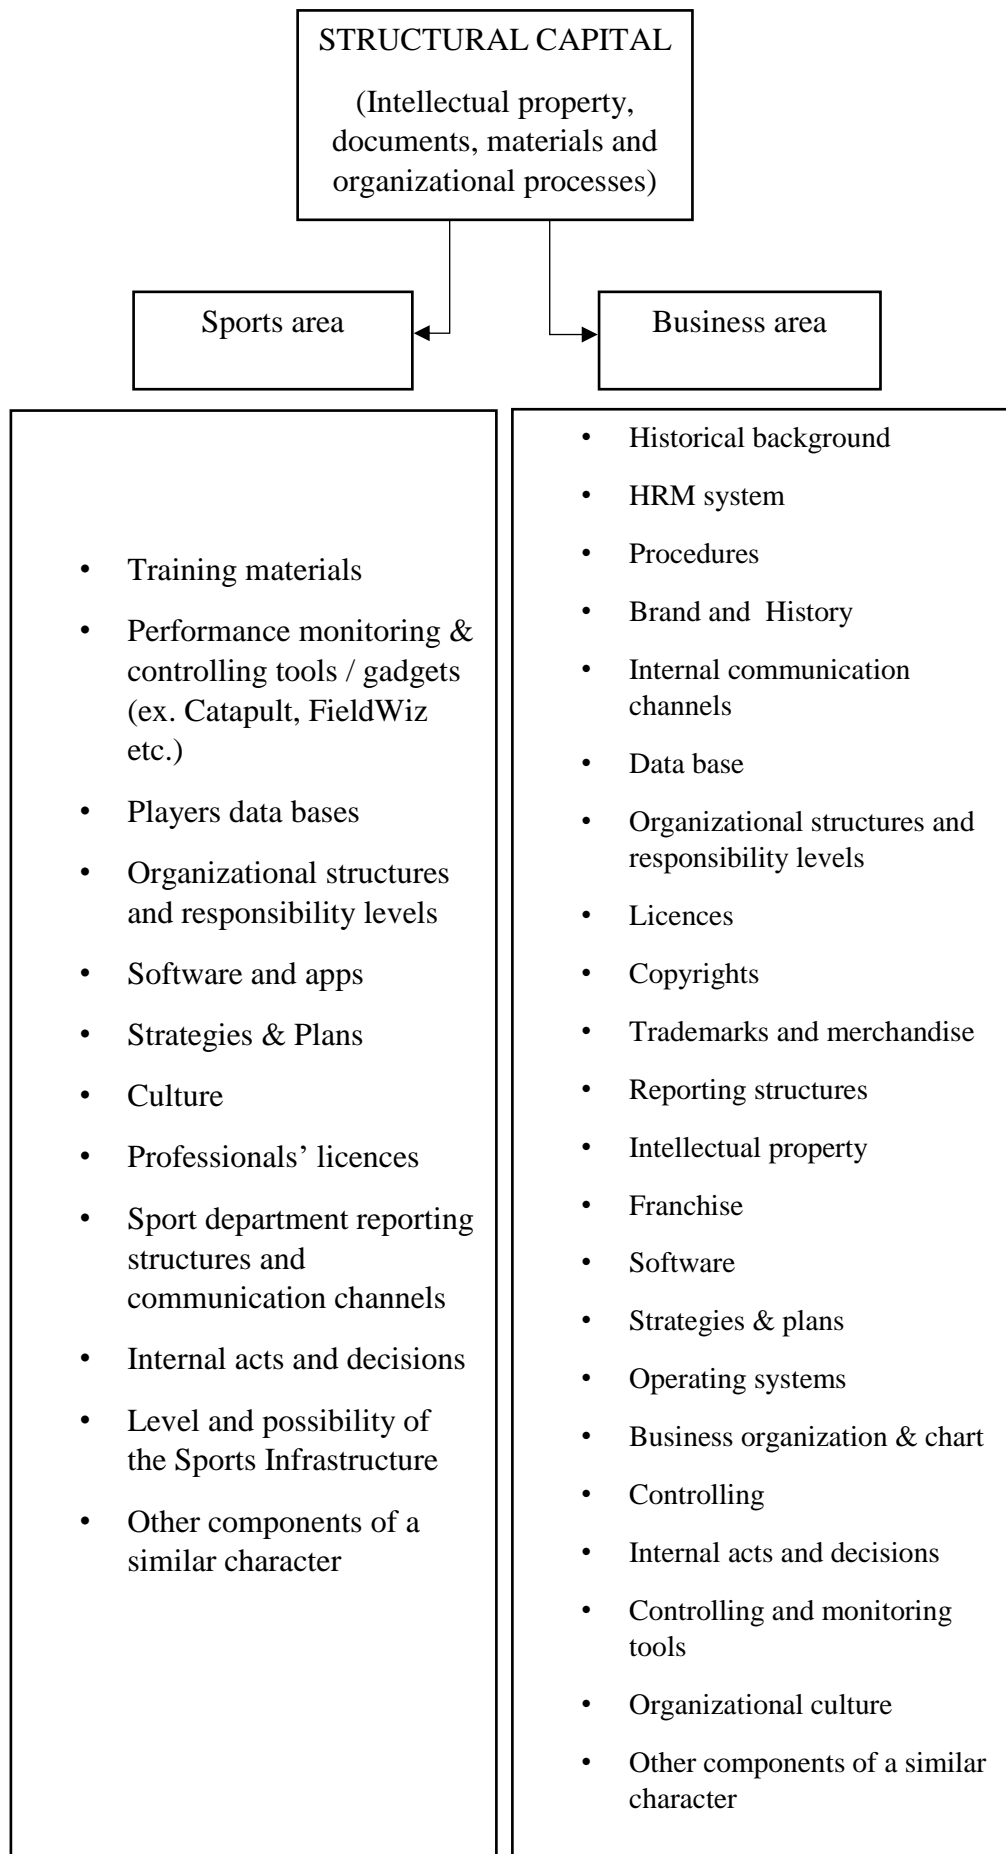 STRUCTURAL CAPITAL
(Intellectual property,
documents, materials and
organizational processes)
Sports area
Business area
• Training materials
• Performance monitoring &
controlling tools / gadgets
(ex. Catapult, FieldWiz
etc.)
• Players data bases
• Organizational structures
and responsibility levels
• Software and apps
• Strategies & Plans
• Culture
• Professionals’ licences
• Sport department reporting
structures and
communication channels
• Internal acts and decisions
• Level and possibility of
the Sports Infrastructure
• Other components of a
similar character
• Historical background
• HRM system
• Procedures
• Brand and  History
• Internal communication
channels
• Data base
• Organizational structures and
responsibility levels
• Licences
• Copyrights
• Trademarks and merchandise
• Reporting structures
• Intellectual property
• Franchise
• Software
• Strategies & plans
• Operating systems
• Business organization & chart
• Controlling
• Internal acts and decisions
• Controlling and monitoring
tools
• Organizational culture
• Other components of a similar
character